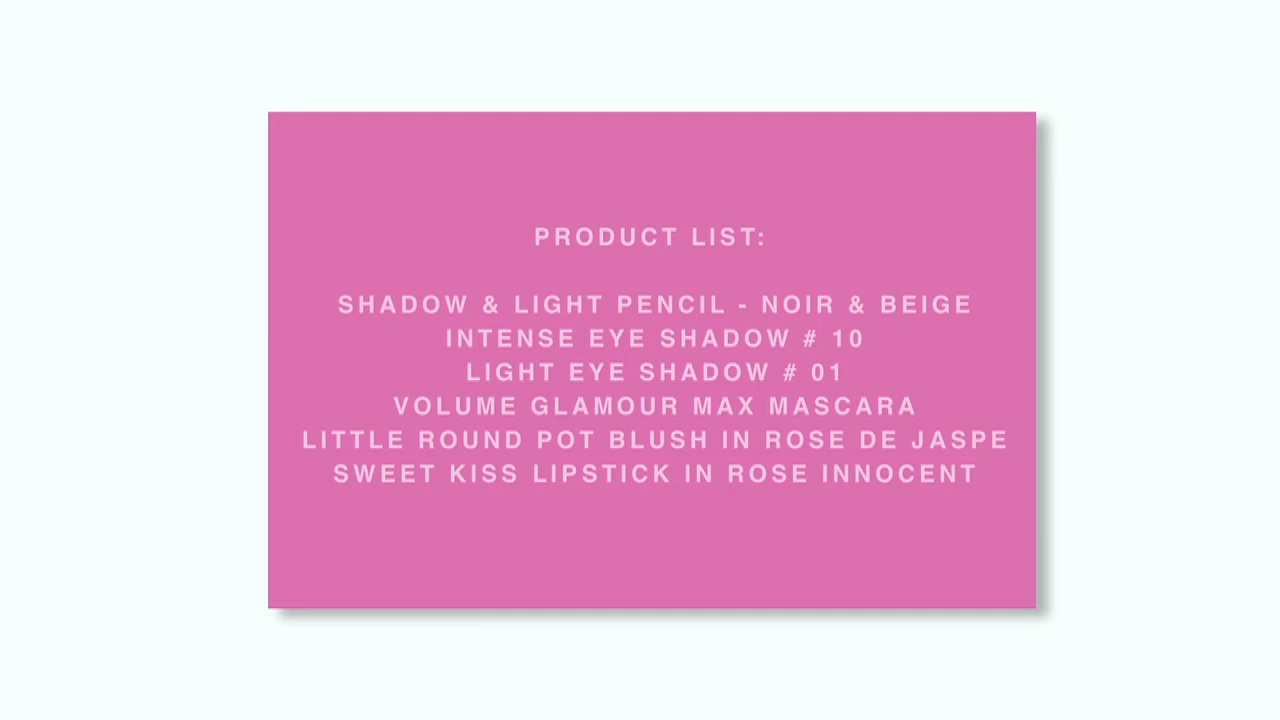 PRODUCT LIST:
SHADOW & LIGHT PENCIL - NOIR & BEIGE
INTENSE EYE SHADOW # 10
LIGHT EYE SHADOW # 01
VOLUME GLAMOUR MAX MASCARA
LITTLE ROUND POT BLUSH IN ROSE DE JASPE
SWEET KISS LIPSTICK IN ROSE INNOCENT